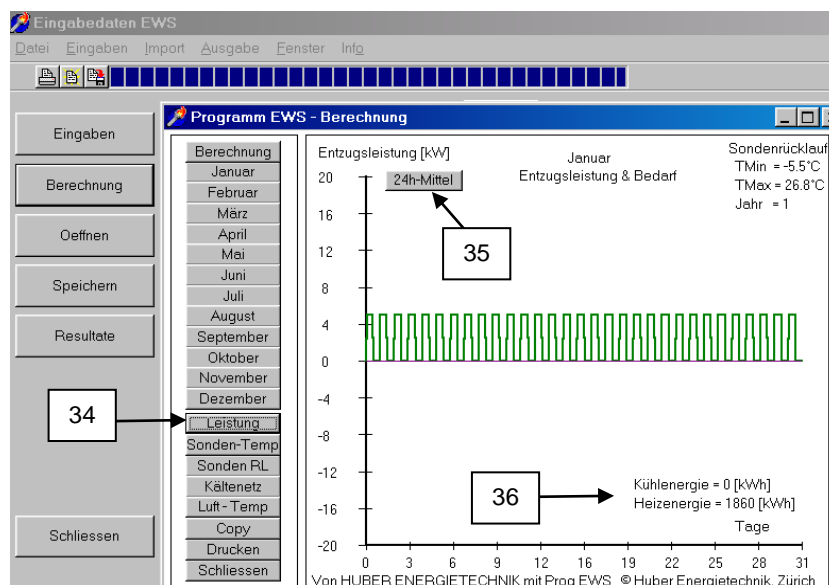 Eingabedaten EWS
Datei Eingaben Import Ausgabe Fenster Info
Programm EWS - Berechnung
Eingaben
Berechnung
Oeffnen
Speichern
Resultate
Schliessen
34
Berechnung
Januar
Februar
März
April
Mai
Juni
Juli
August
September
Oktober
November
Dezember
Leistung
Sonden-Temp
Sonden RL
Kältenetz
Luft - Temp
Copy
Drucken
Schliessen
Entzugsleistung [kW]
24h-Mittel
35
Januar
Entzugsleistung & Bedarf
Sondenrücklauf
TMin = -5.5°C
TMax = 26.8°C
Jahr = 1
20
16
12
8
4
0
-4
-8
-12
-16
-20
36
Kühlenergie = 0 [kWh]
Heizenergie = 1860 [kWh]
Tage
0 3 6 9 12 16 19 22 25 28 31
Von HUBER ENERGIETECHNIK mit Prog EWS © Huber Energietechnik, Zürich